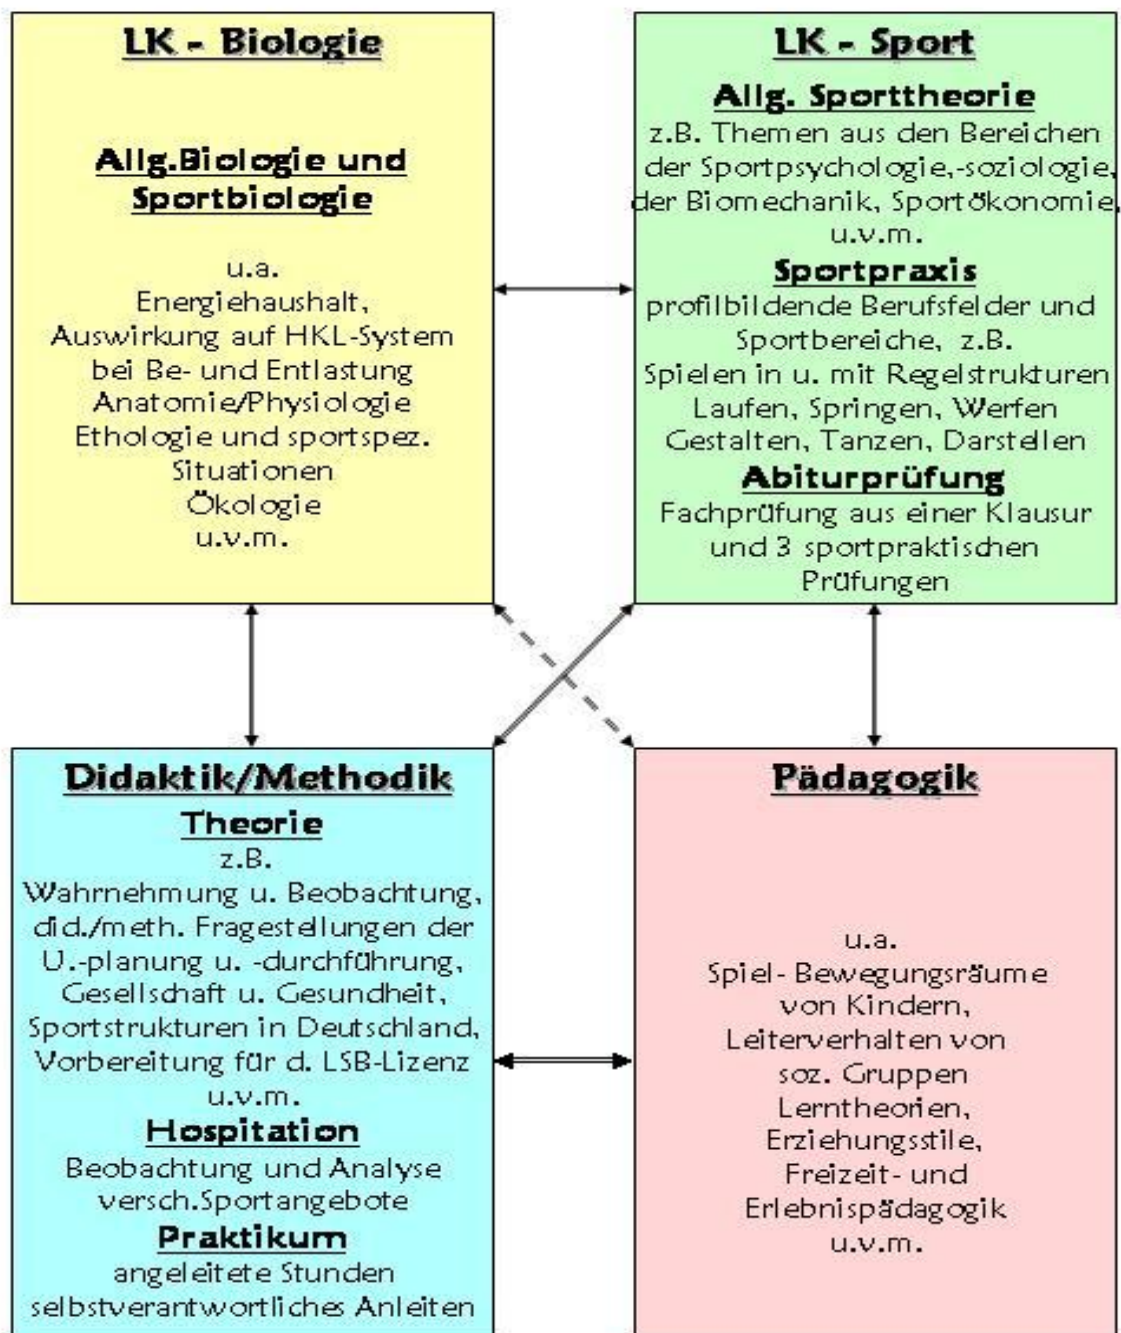 LK - Biologie
Allg.Biologie und
Sportbiologie
u.a.
Energiehaushalt,
Auswirkung auf HKL-System
bei Be- und Entlastung
Anatomie/Physiologie
Ethologie und sportspez.
Situationen
Ökologie
u.v.m.
LK - Sport
Allg. Sporttheorie
z.B. Themen aus den Bereichen
der Sportpsychologie,-soziologie,
der Biomechanik, Sportökonomie,
u.v.m.
Sportpraxis
profilbildende Berufsfelder und
Sportbereiche, z.B.
Spielen in u. mit Regelstrukturen
Laufen, Springen, Werfen
Gestalten, Tanzen, Darstellen
Abiturprüfung
Fachprüfung aus einer Klausur
und 3 sportpraktischen
Prüfungen
Didaktik/Methodik
Theorie
z.B.
Wahrnehmung u. Beobachtung,
did./meth. Fragestellungen der
U.-planung u. -durchführung,
Gesellschaft u. Gesundheit,
Sportstrukturen in Deutschland,
Vorbereitung für d. LSB-Lizenz
u.v.m.
Hospitation
Beobachtung und Analyse
versch.Sportangebote
Praktikum
angeleitete Stunden
selbstverantwortliches Anleiten
Pädagogik
u.a.
Spiel- Bewegungsräume
von Kindern,
Leiterverhalten von
soz. Gruppen
Lerntheorien,
Erziehungsstile,
Freizeit- und
Erlebnispädagogik
u.v.m.